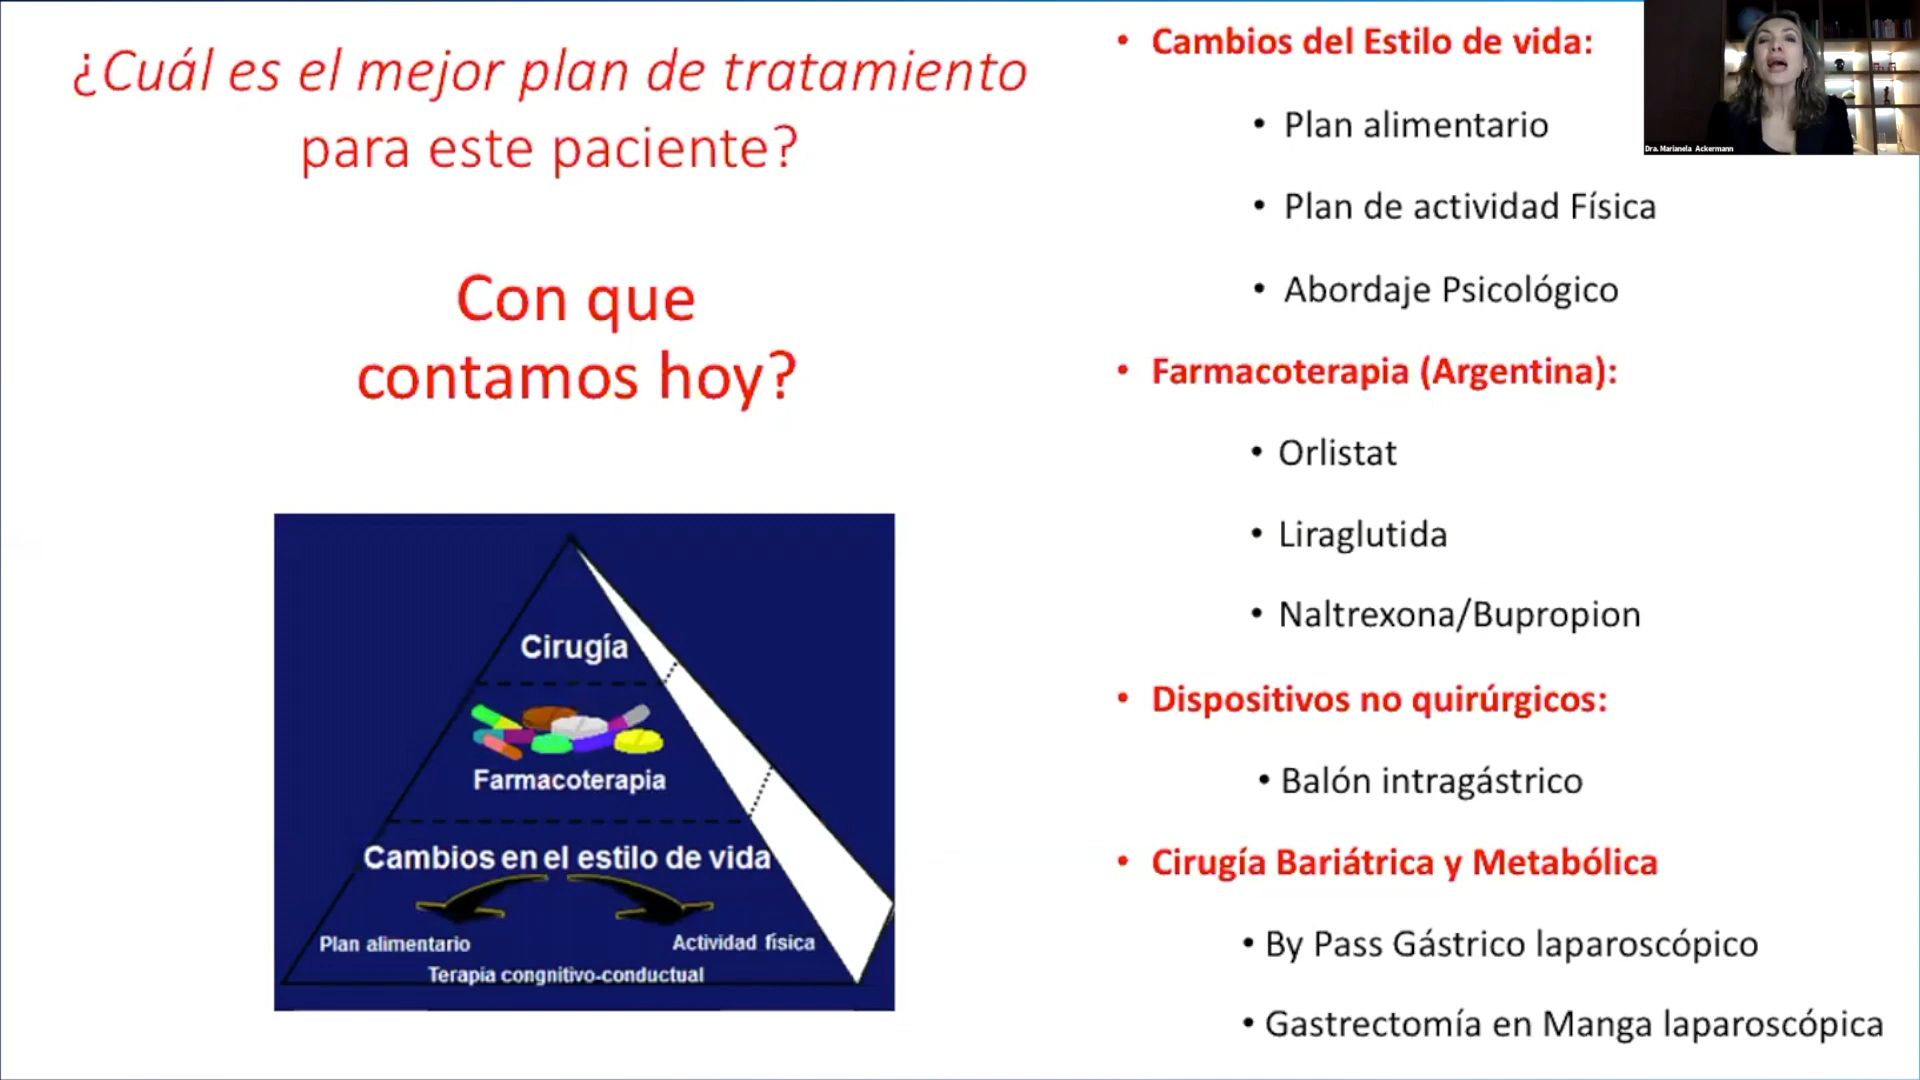 ¿Cuál es el mejor plan de tratamiento
para este paciente?
Con que
contamos hoy?
Cirugía
Farmacoterapia
Cambios en el estilo de vida
Plan alimentario
Actividad física
Terapia congnitivo-conductual
• Cambios del Estilo de vida:
• Plan alimentario
• Plan de actividad Física
• Abordaje Psicológico
• Farmacoterapia (Argentina):
• Orlistat
• Liraglutida
• Naltrexona/Bupropion
• Dispositivos no quirúrgicos:
• Balón intragástrico
• Cirugía Bariátrica y Metabólica
• By Pass Gástrico laparoscópico
• Gastrectomía en Manga laparoscópica
Dra. Marianela Ackermann